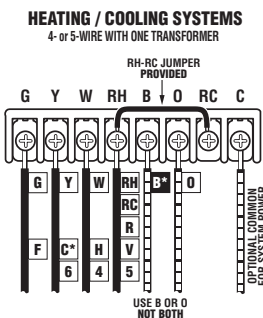 HEATING / COOLING SYSTEMS
4- or 5-WIRE WITH ONE TRANSFORMER
RH-RC JUMPER
PROVIDED
G Y W RH B O RC C
G Y W RH B* O
RC
R
F C* H V
6 4 5
OPTIONAL COMMON
FOR SYSTEM POWER
USE B OR O
NOT BOTH